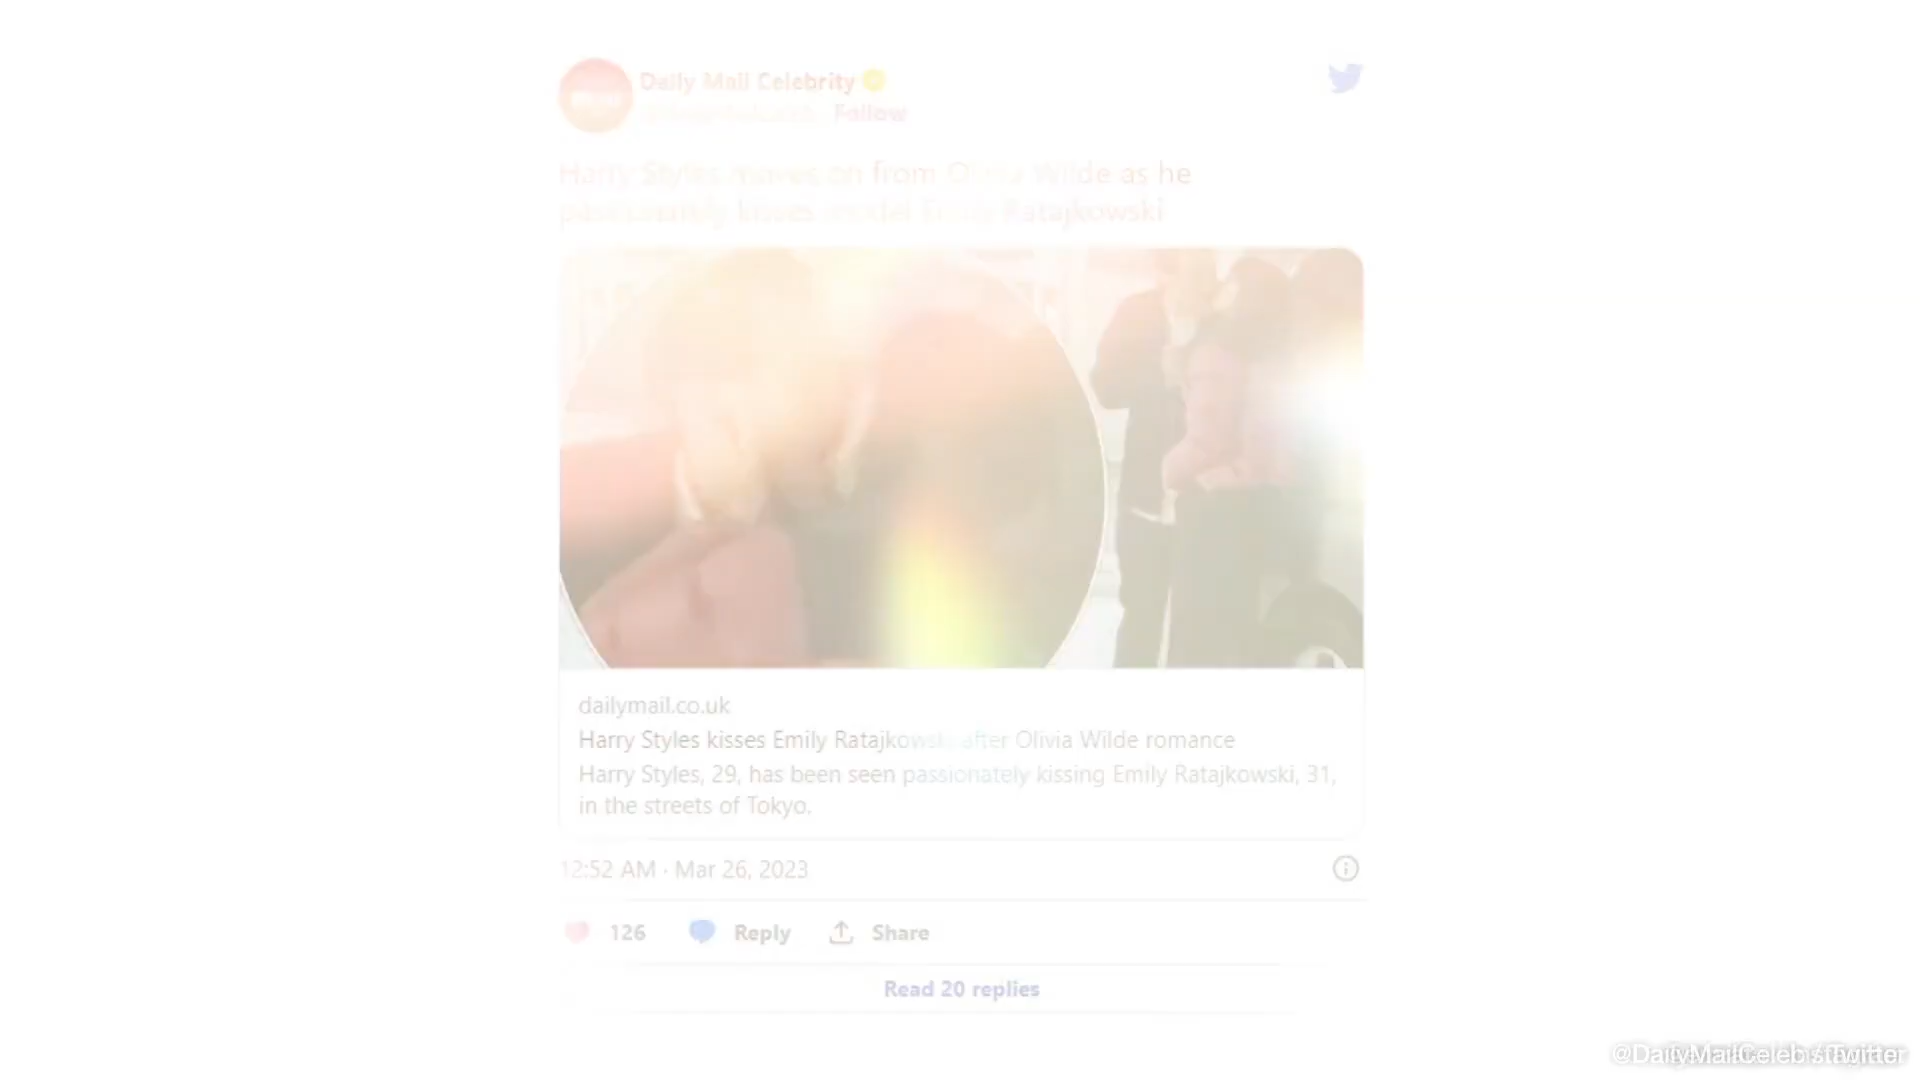 Daily Mail Celebrity
Follow
Harry Styles moves on from Olivia Wilde as he
passionately kisses model Emily Ratajkowski
dailymail.co.uk
Harry Styles kisses Emily Ratajkowski after Olivia Wilde romance
Harry Styles, 29, has been seen passionately kissing Emily Ratajkowski, 31,
in the streets of Tokyo.
12:52 AM · Mar 26, 2023
126 Reply Share
Read 20 replies
@DailyMailCeleb / Twitter